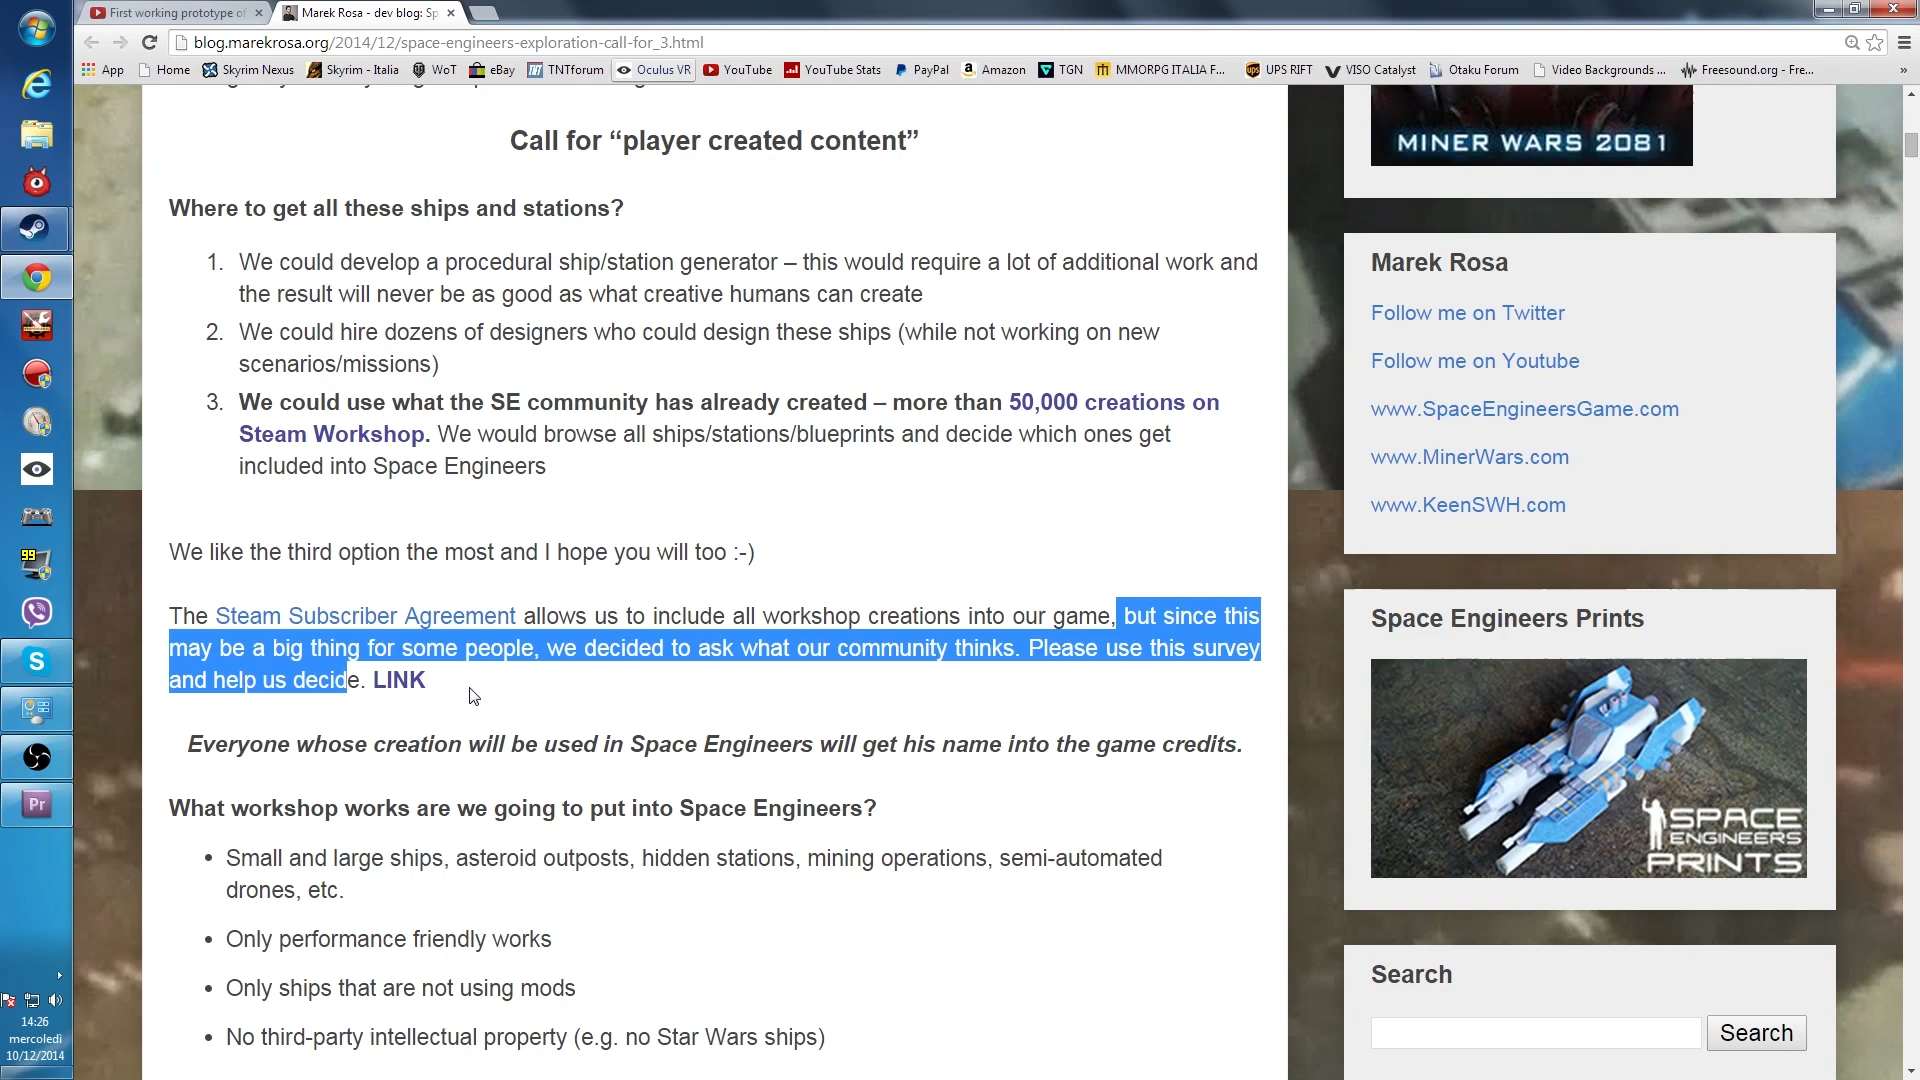 First working prototype of
Marek Rosa - dev blog: Sp
blog.marekrosa.org/2014/12/space-engineers-exploration-call-for_3.html
App
Home
Skyrim Nexus
Skyrim - Italia
WoT
eBay
TNTforum
Oculus VR
YouTube
YouTube Stats
PayPal
Amazon
TGN
MMORPG ITALIA F...
UPS RIFT
VISO Catalyst
Otaku Forum
Video Backgrounds ...
Freesound.org - Fre...
»
Call for “player created content”
Where to get all these ships and stations?
1. We could develop a procedural ship/station generator – this would require a lot of additional work and
the result will never be as good as what creative humans can create
2. We could hire dozens of designers who could design these ships (while not working on new
scenarios/missions)
3. We could use what the SE community has already created – more than 50,000 creations on
Steam Workshop. We would browse all ships/stations/blueprints and decide which ones get
included into Space Engineers
We like the third option the most and I hope you will too :-)
The Steam Subscriber Agreement allows us to include all workshop creations into our game, but since this
may be a big thing for some people, we decided to ask what our community thinks. Please use this survey
and help us decide. LINK
Everyone whose creation will be used in Space Engineers will get his name into the game credits.
What workshop works are we going to put into Space Engineers?
• Small and large ships, asteroid outposts, hidden stations, mining operations, semi-automated
drones, etc.
• Only performance friendly works
• Only ships that are not using mods
• No third-party intellectual property (e.g. no Star Wars ships)
MINER WARS 2081
Marek Rosa
Follow me on Twitter
Follow me on Youtube
www.SpaceEngineersGame.com
www.MinerWars.com
www.KeenSWH.com
Space Engineers Prints
SPACE
ENGINEERS
PRINTS
Search
Search
99
Pr
14:26
mercoledì
10/12/2014